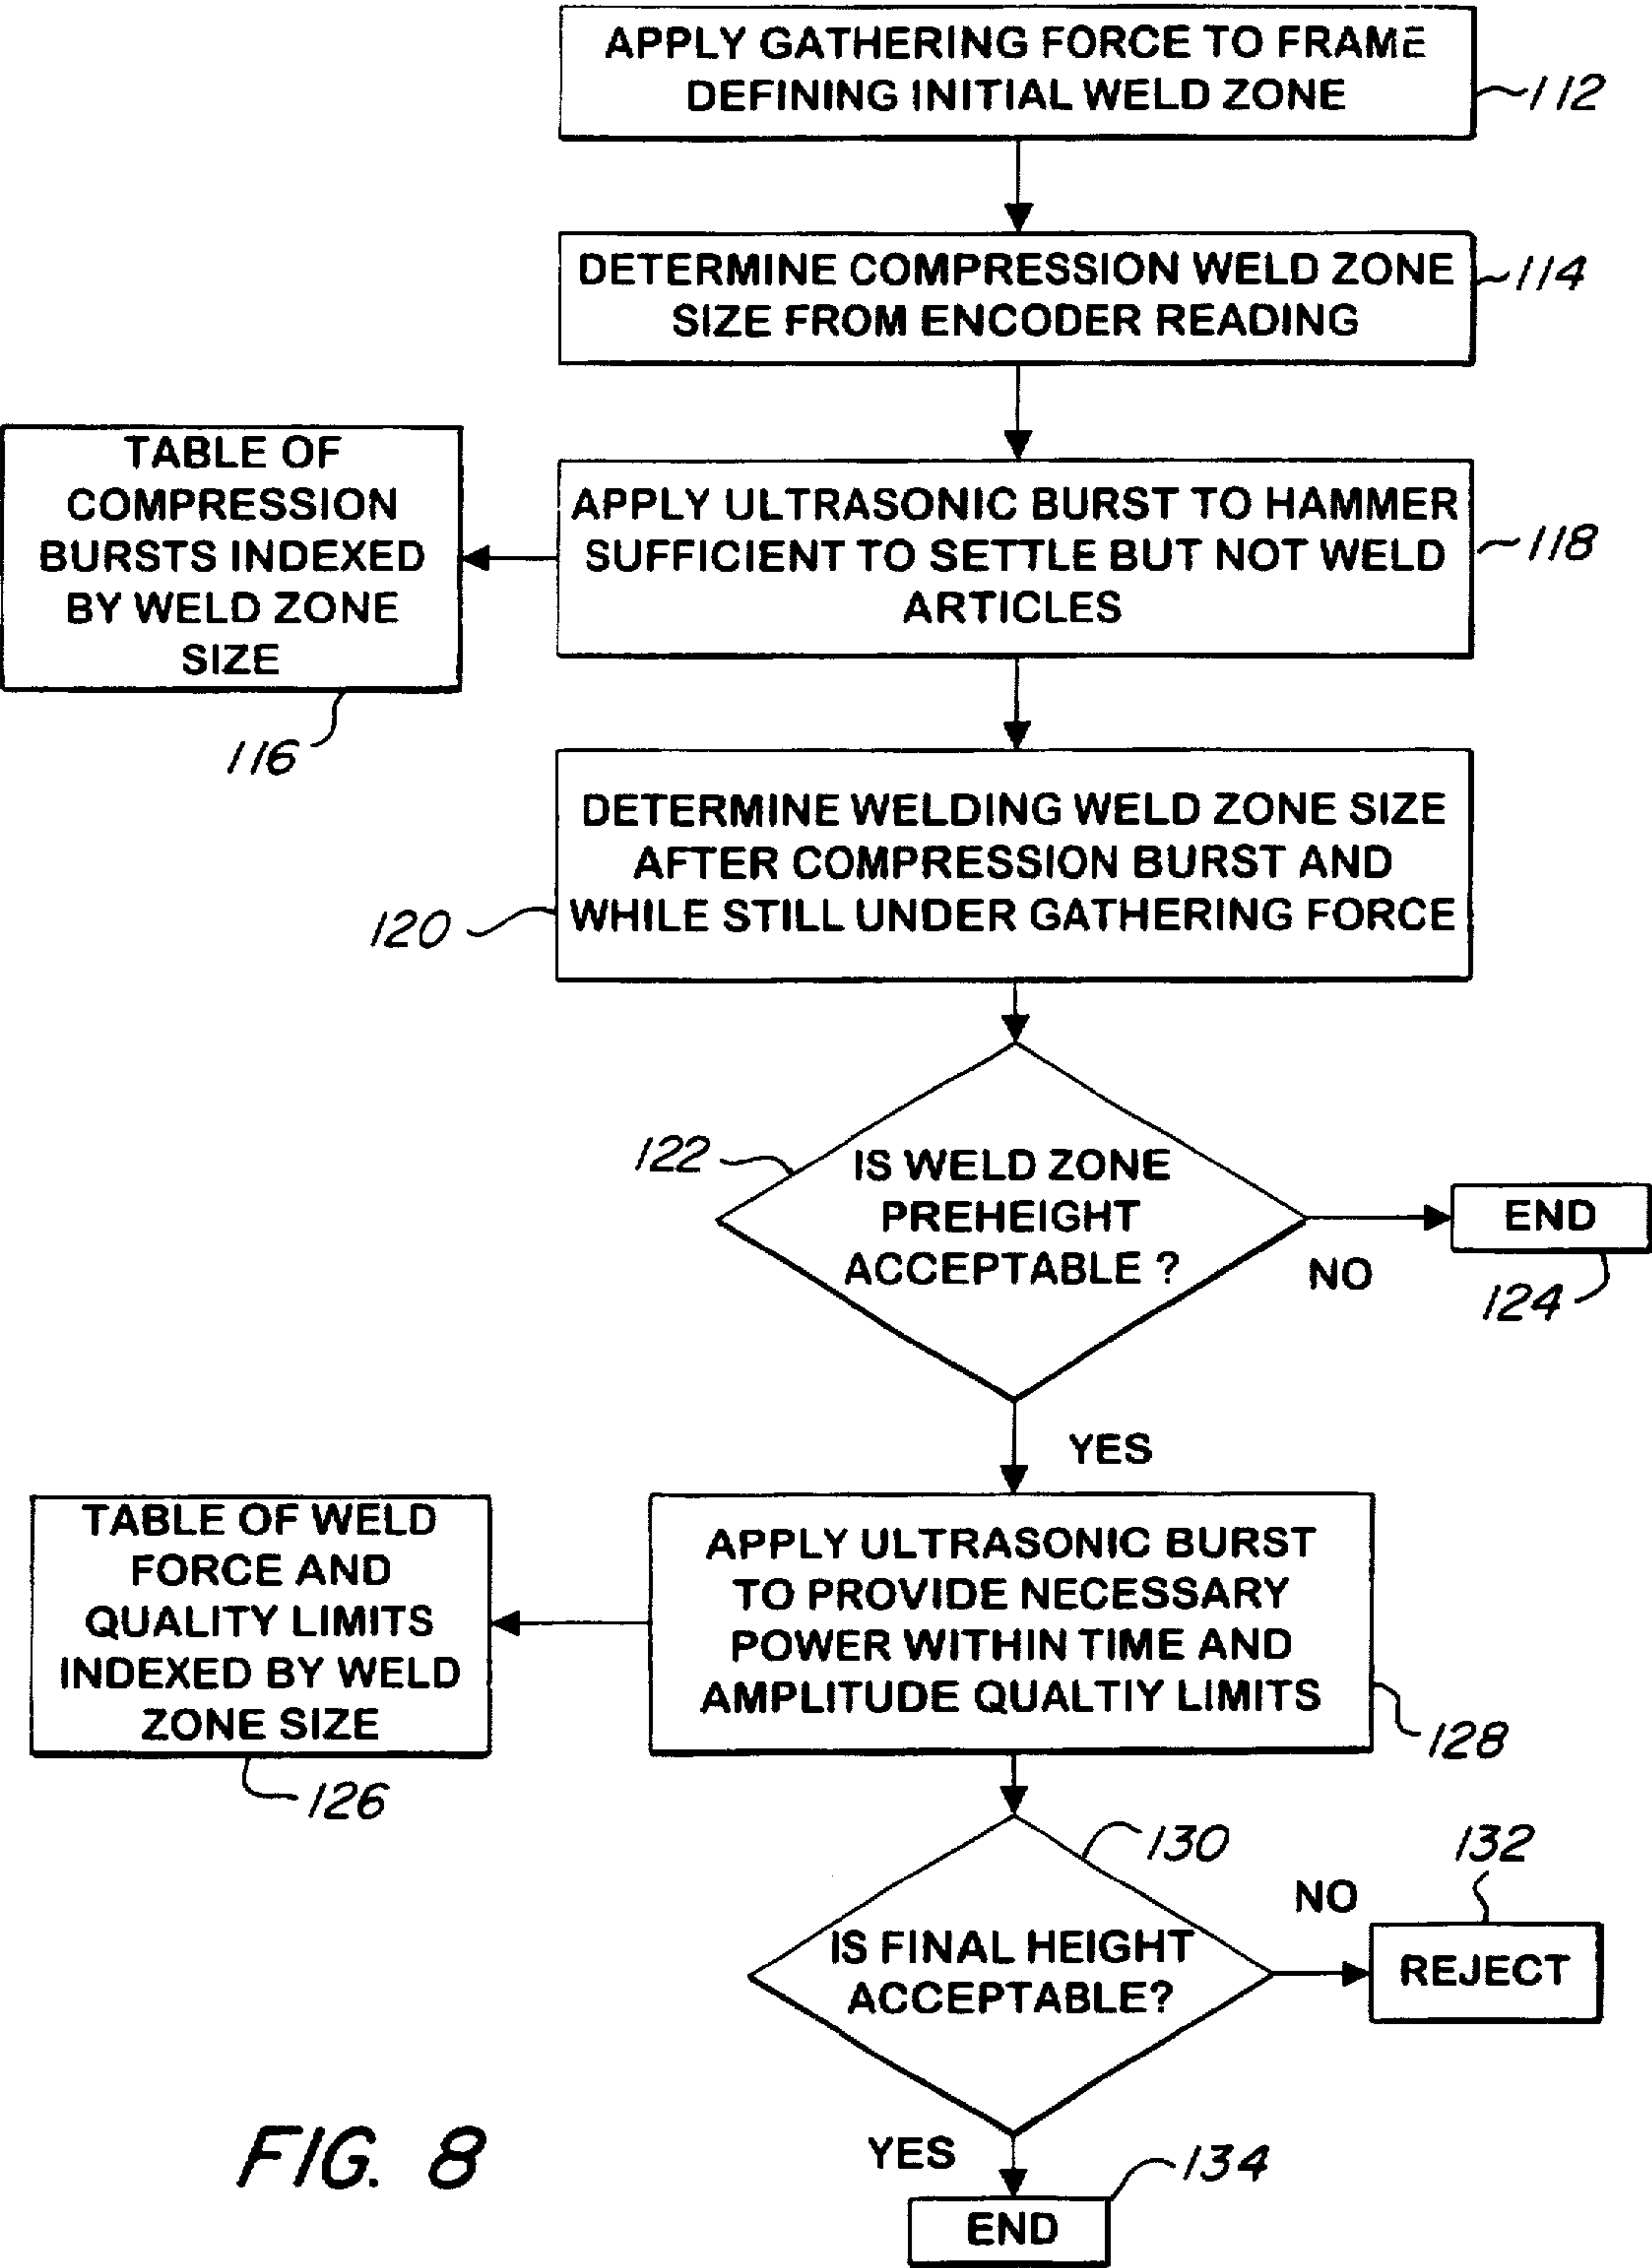 APPLY GATHERING FORCE TO FRAME
DEFINING INITIAL WELD ZONE
112
DETERMINE COMPRESSION WELD ZONE
SIZE FROM ENCODER READING
114
TABLE OF
COMPRESSION
BURSTS INDEXED
BY WELD ZONE
SIZE
116
APPLY ULTRASONIC BURST TO HAMMER
SUFFICIENT TO SETTLE BUT NOT WELD
ARTICLES
118
DETERMINE WELDING WELD ZONE SIZE
AFTER COMPRESSION BURST AND
WHILE STILL UNDER GATHERING FORCE
120
122
IS WELD ZONE
PREHEIGHT
ACCEPTABLE ?
NO
END
124
YES
TABLE OF WELD
FORCE AND
QUALITY LIMITS
INDEXED BY WELD
ZONE SIZE
126
APPLY ULTRASONIC BURST
TO PROVIDE NECESSARY
POWER WITHIN TIME AND
AMPLITUDE QUALTIY LIMITS
128
130
IS FINAL HEIGHT
ACCEPTABLE?
NO
132
REJECT
YES
134
END
FIG. 8